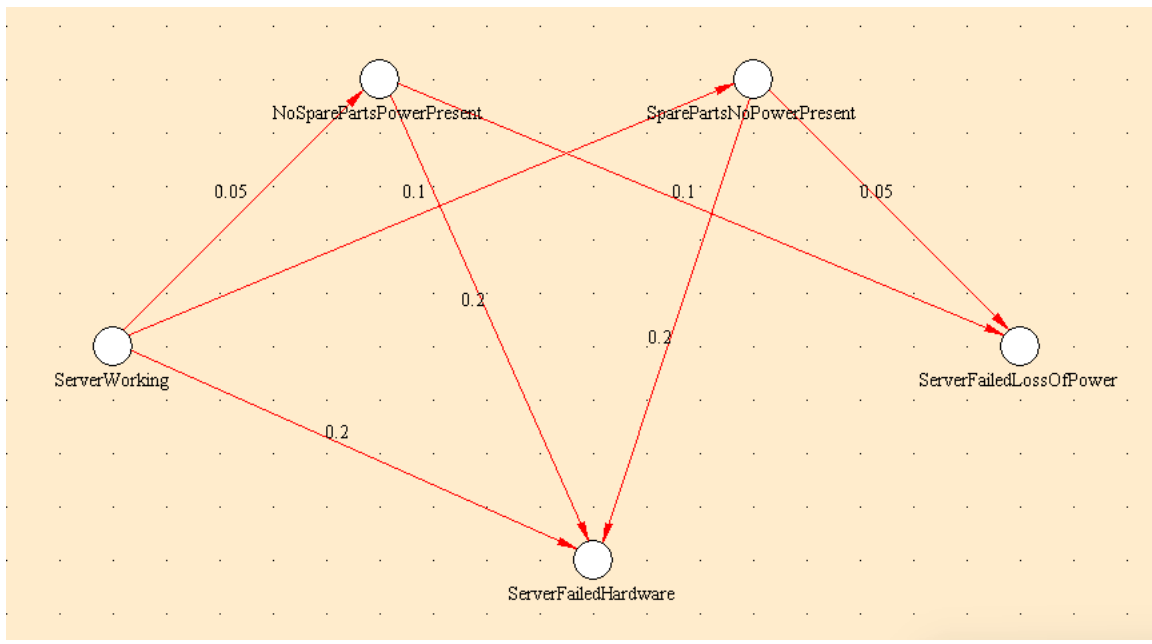 NoSparePartsPowerPresent
SparePartsNoPowerPresent
0.05
0.1
0.1
0.05
0.2
0.2
ServerWorking
ServerFailedLossOfPower
0.2
ServerFailedHardware